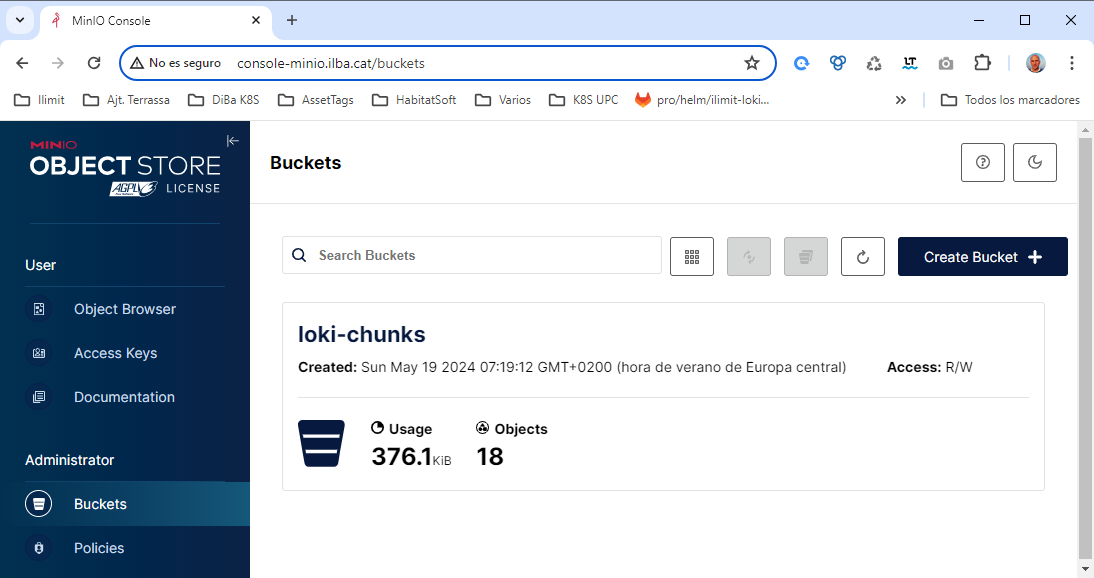 MinIO Console
No es seguro console-minio.ilba.cat/buckets
Ilimit Ajt. Terrassa DiBa K8S AssetTags HabitatSoft Varios K8S UPC pro/helm/ilimit-loki... Todos los marcadores
MINIO
OBJECT STORE
AGPLv3 LICENSE
Buckets
User
Search Buckets
Create Bucket
Object Browser
loki-chunks
Access Keys
Created: Sun May 19 2024 07:19:12 GMT+0200 (hora de verano de Europa central) Access: R/W
Documentation
Usage Objects
376.1KiB 18
Administrator
Buckets
Policies